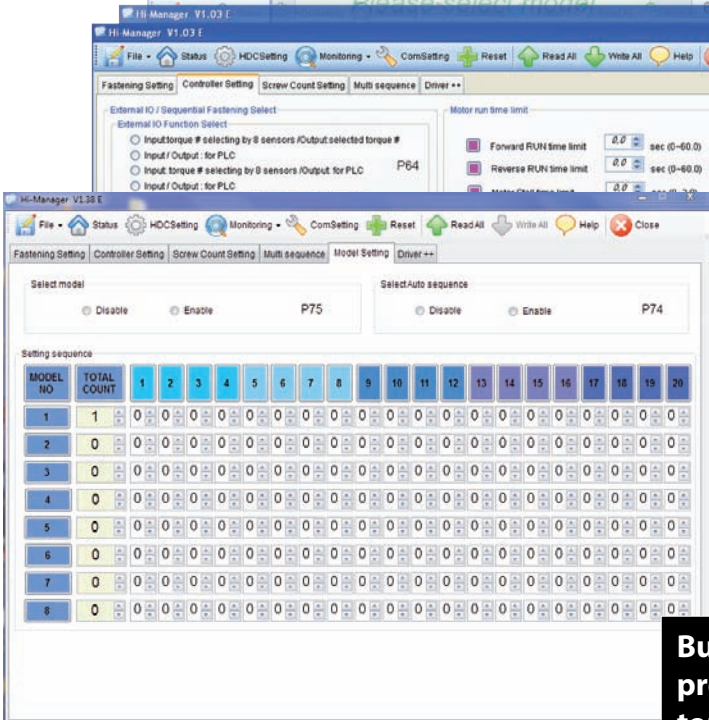 Please select model
Hi-Manager V1.03 E
Hi-Manager V1.03 E
File Status HDCSetting Monitoring ComSetting Reset Read All Write All Help
Fastening Setting Controller Setting Screw Count Setting Multi sequence Driver ++
External IO / Sequential Fastening Select
External IO Function Select
Input:torque # selecting by 8 sensors /Output:selected torque #
Input / Output : for PLC
Input: torque # selecting by 8 sensors /Output: for PLC P64
Input / Output : for PLC
Motor run time limit
Forward RUN time limit 0,0 sec (0~60.0)
Reverse RUN time limit 0,0 sec (0~60.0)
0,0
Hi-Manager V1.38 E
File Status HDCSetting Monitoring ComSetting Reset Read All Write All Help Close
Fastening Setting Controller Setting Screw Count Setting Multi sequence Model Setting Driver ++
Select model
Disable Enable P75
Select Auto sequence
Disable Enable P74
Setting sequence
MODEL NO TOTAL COUNT 1 2 3 4 5 6 7 8 9 10 11 12 13 14 15 16 17 18 19 20
1 1 0 0 0 0 0 0 0 0 0 0 0 0 0 0 0 0 0 0 0 0
2 0 0 0 0 0 0 0 0 0 0 0 0 0 0 0 0 0 0 0 0 0
3 0 0 0 0 0 0 0 0 0 0 0 0 0 0 0 0 0 0 0 0 0
4 0 0 0 0 0 0 0 0 0 0 0 0 0 0 0 0 0 0 0 0 0
5 0 0 0 0 0 0 0 0 0 0 0 0 0 0 0 0 0 0 0 0 0
6 0 0 0 0 0 0 0 0 0 0 0 0 0 0 0 0 0 0 0 0 0
7 0 0 0 0 0 0 0 0 0 0 0 0 0 0 0 0 0 0 0 0 0
8 0 0 0 0 0 0 0 0 0 0 0 0 0 0 0 0 0 0 0 0 0
Bu
pr